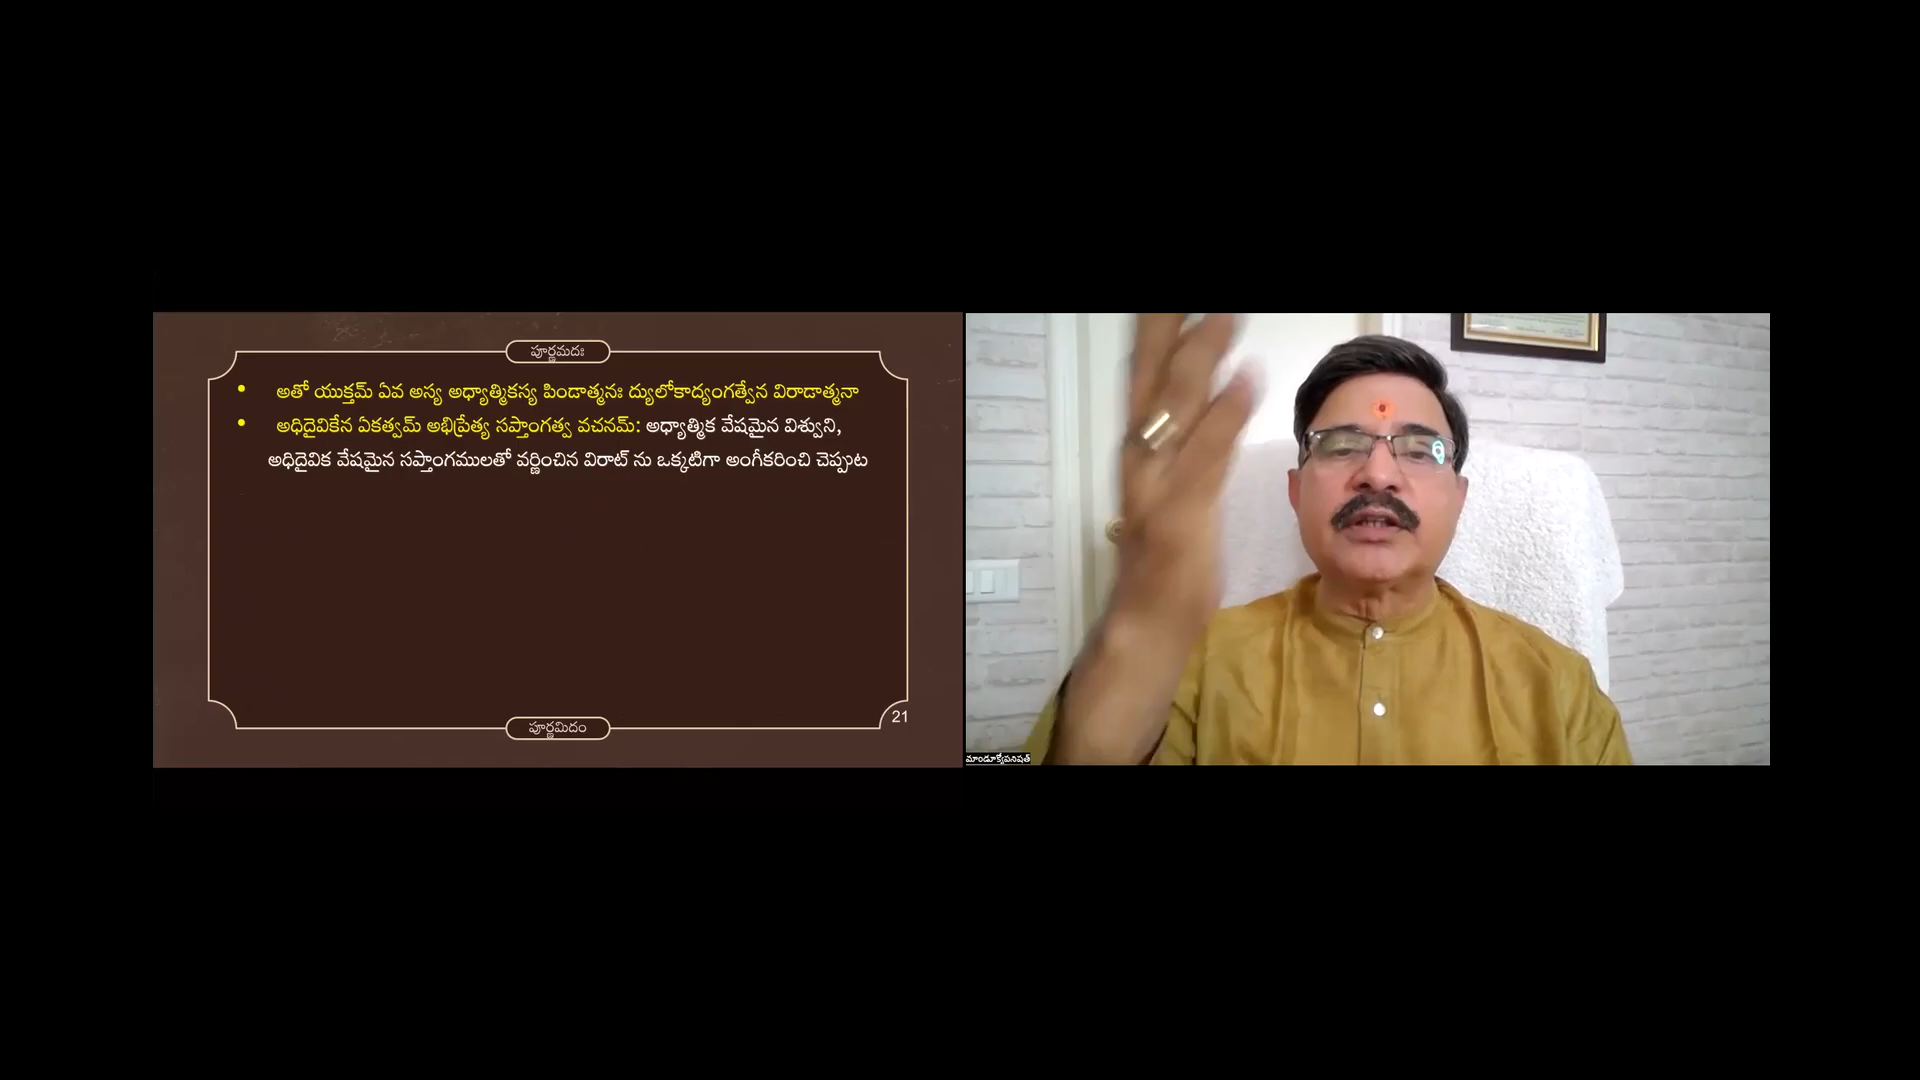 పూర్ణమదః
• అతో యుక్తమ్ ఏవ అస్య అధ్యాత్మికస్య పిండాత్మనః ద్యులోకాద్యంగత్వేన విరాడాత్మనా
• అధిదైవికేన ఏకత్వమ్ అభిప్రేత్య సప్తాంగత్వ వచనమ్: అధ్యాత్మిక వేషమైన విశ్వుని,
అధిదైవిక వేషమైన సప్తాంగములతో వర్ణించిన విరాట్ ను ఒక్కటిగా అంగీకరించి చెప్పుట
21
పూర్ణమిదం
మాండూక్యోపనిషత్